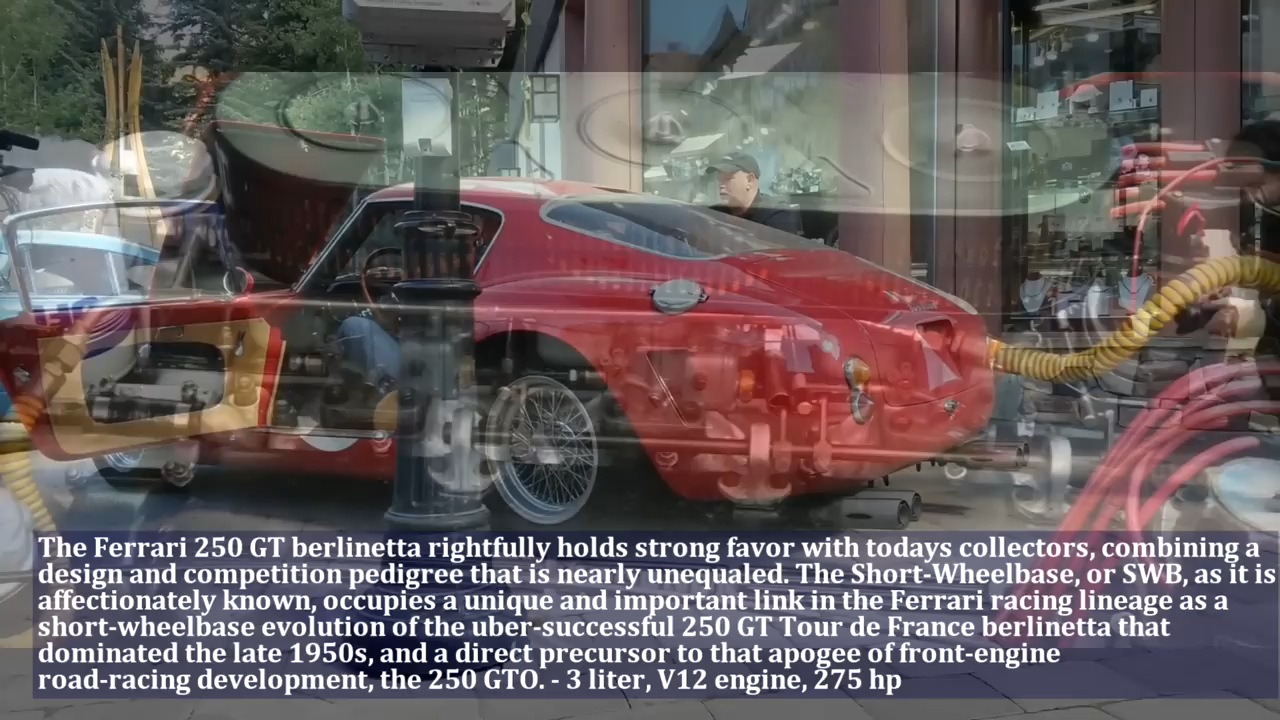 The Ferrari 250 GT berlinetta rightfully holds strong favor with todays collectors, combining a
design and competition pedigree that is nearly unequaled. The Short-Wheelbase, or SWB, as it is
affectionately known, occupies a unique and important link in the Ferrari racing lineage as a
short-wheelbase evolution of the uber-successful 250 GT Tour de France berlinetta that
dominated the late 1950s, and a direct precursor to that apogee of front-engine
road-racing development, the 250 GTO. - 3 liter, V12 engine, 275 hp